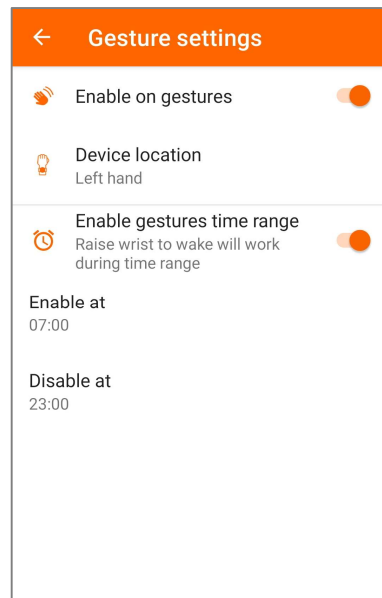 Gesture settings
Enable on gestures
Device location
Left hand
Enable gestures time range
Raise wrist to wake will work
during time range
Enable at
07:00
Disable at
23:00